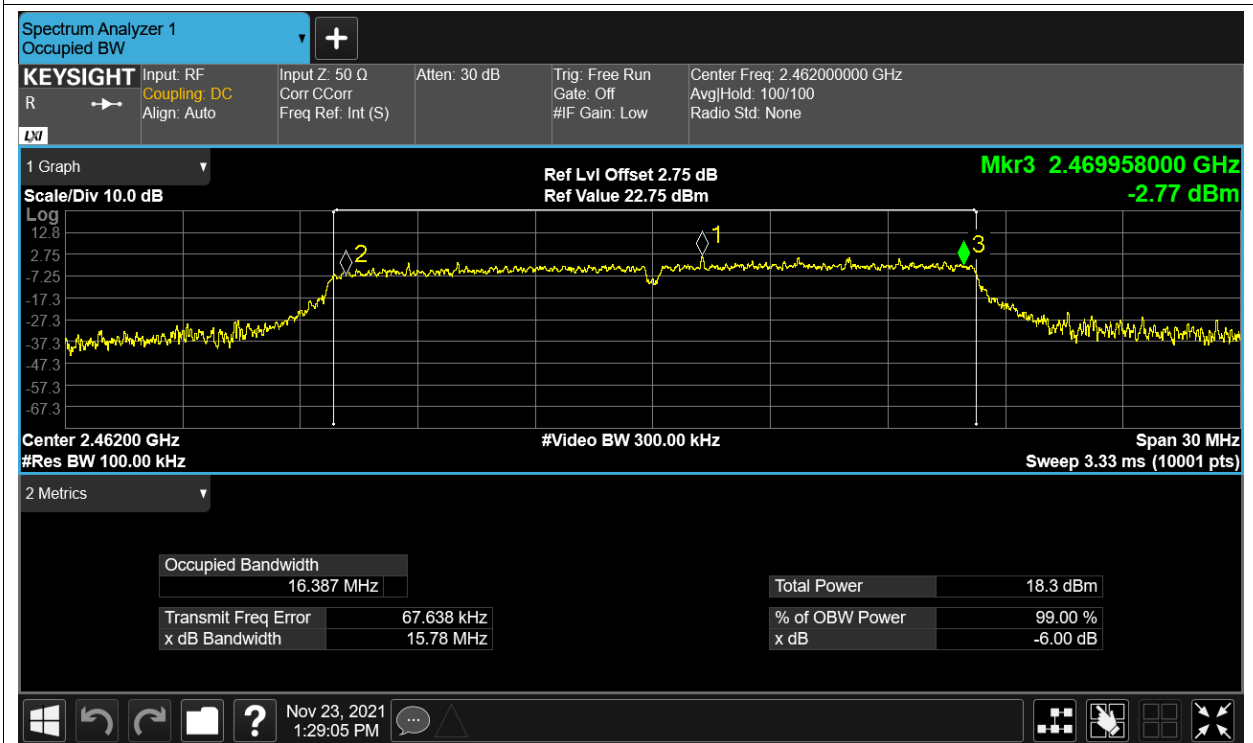 Spectrum Analyzer 1
Occupied BW
KEYSIGHT
R
LXI
Input: RF
Coupling: DC
Align: Auto
Input Z: 50 Ω
Corr CCorr
Freq Ref: Int (S)
Atten: 30 dB
Trig: Free Run
Gate: Off
#IF Gain: Low
Center Freq: 2.462000000 GHz
Avg|Hold: 100/100
Radio Std: None
1 Graph
Scale/Div 10.0 dB
Ref Lvl Offset 2.75 dB
Ref Value 22.75 dBm
Mkr3 2.469958000 GHz
-2.77 dBm
Log
12.8
2.75
-7.25
-17.3
-27.3
-37.3
-47.3
-57.3
-67.3
2
1
3
Center 2.46200 GHz
#Res BW 100.00 kHz
#Video BW 300.00 kHz
Span 30 MHz
Sweep 3.33 ms (10001 pts)
2 Metrics
Occupied Bandwidth
16.387 MHz
Transmit Freq Error 67.638 kHz
x dB Bandwidth 15.78 MHz
Total Power 18.3 dBm
% of OBW Power 99.00 %
x dB -6.00 dB
?
Nov 23, 2021
1:29:05 PM